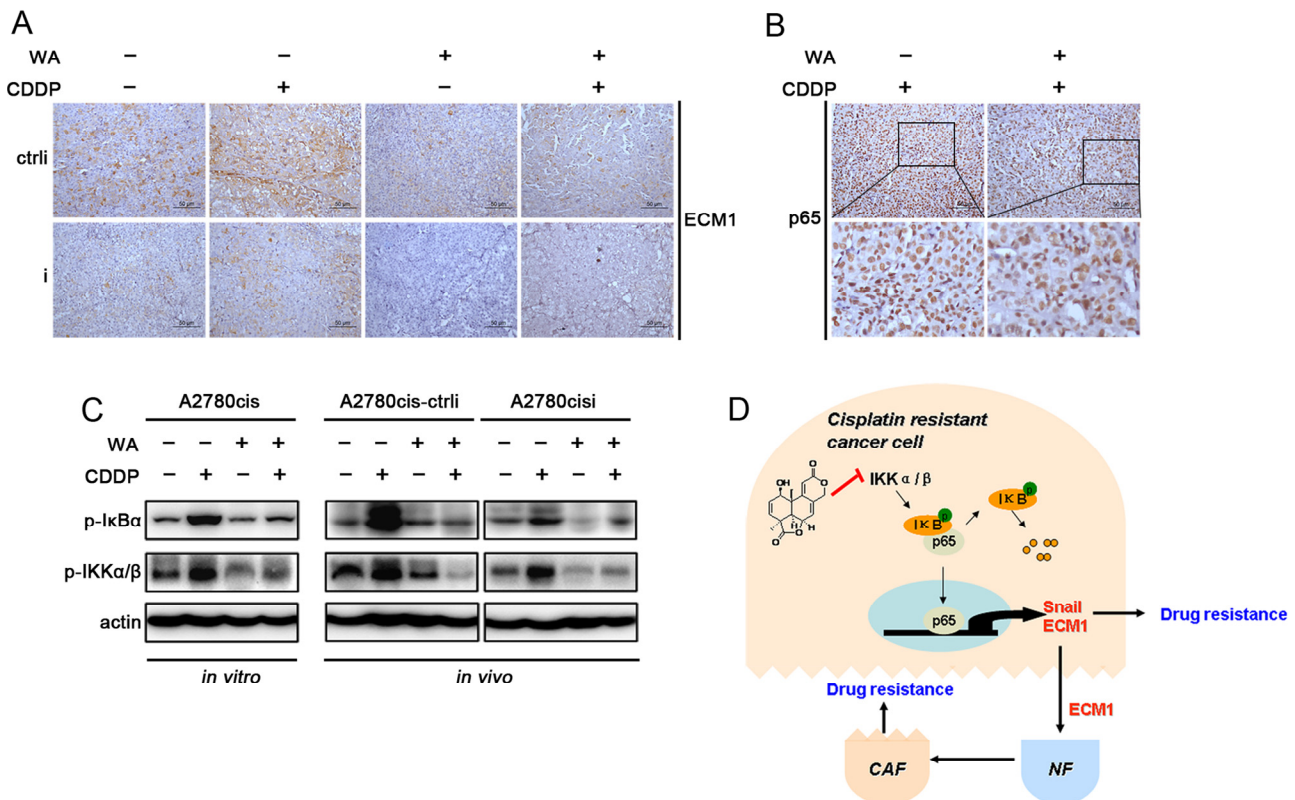 A
WA − − + +
CDDP − + − +
ctrli
50 μm 50 μm 50 μm 50 μm
i
50 μm 50 μm 50 μm 50 μm
ECM1
B
WA − +
CDDP + +
p65
C
A2780cis A2780cis-ctrli A2780cisi
WA − − + + − − + + − − + +
CDDP − + − + − + − + − + − +
p-IκBα
p-IKKα/β
actin
in vitro in vivo
D
Cisplatin resistant
cancer cell
OH
O
O
H
H
O
O
IKK α/β
p
IκB
p65
p
IκB
p65
Snail
ECM1
Drug resistance
Drug resistance
ECM1
CAF
NF